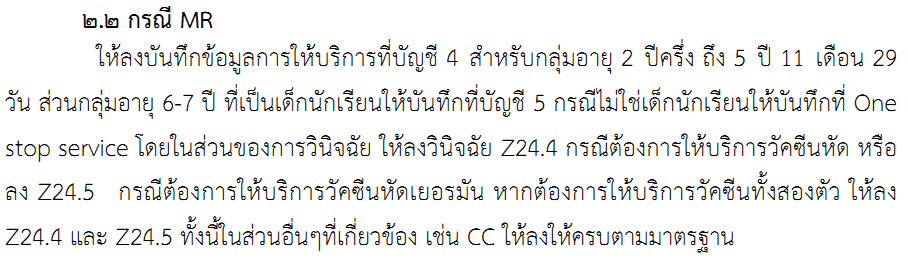 ๒.๒ กรณี MR
ให้ลงบันทึกข้อมูลการให้บริการที่บัญชี 4 สำหรับกลุ่มอายุ 2 ปีครึ่ง ถึง 5 ปี 11 เดือน 29
วัน ส่วนกลุ่มอายุ 6-7 ปี ที่เป็นเด็กนักเรียนให้บันทึกที่บัญชี 5 กรณีไม่ใช่เด็กนักเรียนให้บันทึกที่ One
stop service โดยในส่วนของการวินิจฉัย ให้ลงวินิจฉัย Z24.4 กรณีต้องการให้บริการวัคซีนหัด หรือ
ลง Z24.5 กรณีต้องการให้บริการวัคซีนหัดเยอรมัน หากต้องการให้บริการวัคซีนทั้งสองตัว ให้ลง
Z24.4 และ Z24.5 ทั้งนี้ในส่วนอื่นๆที่เกี่ยวข้อง เช่น CC ให้ลงให้ครบตามมาตรฐาน